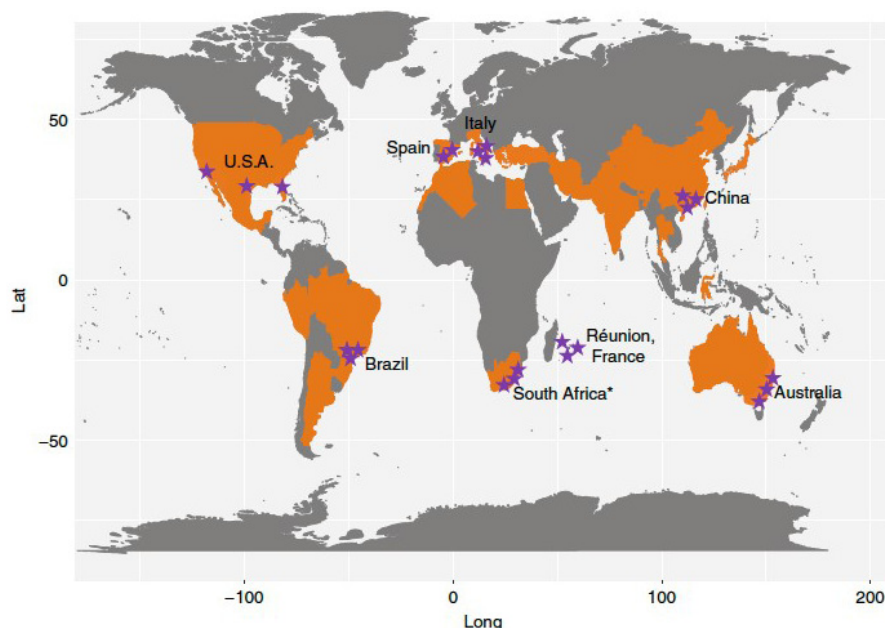 50
Italy
Spain
U.S.A.
China
0
Lat
Réunion,
France
Brazil
South Africa*
Australia
−50
−100
0
100
200
Long